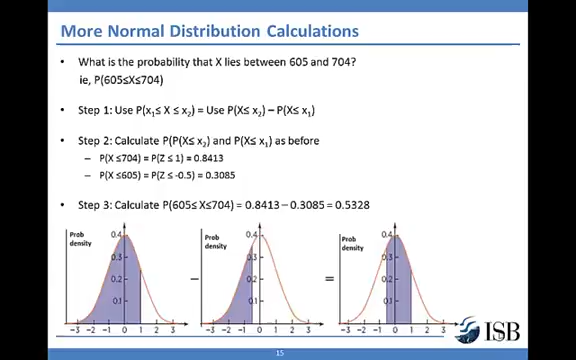 More Normal Distribution Calculations
• What is the probability that X lies between 605 and 704?
ie, P(605≤X≤704)
• Step 1: Use P(x₁≤ X ≤ x₂) = Use P(X≤ x₂) – P(X≤ x₁)
• Step 2: Calculate P(P(X≤ x₂) and P(X≤ x₁) as before
– P(X ≤704) = P(Z ≤ 1) = 0.8413
– P(X ≤605) = P(Z ≤ -0.5) = 0.3085
• Step 3: Calculate P(605≤ X≤704) = 0.8413 – 0.3085 = 0.5328
Prob density 0.4 0.3 0.2 0.1
−3 −2 −1 0 1 2 3
−
Prob density 0.4 0.3 0.2 0.1
−3 −2 −1 0 1 2 3
=
Prob density 0.4 0.3 0.2 0.1
−3 −2 −1 0 1 2 3
ISB
15